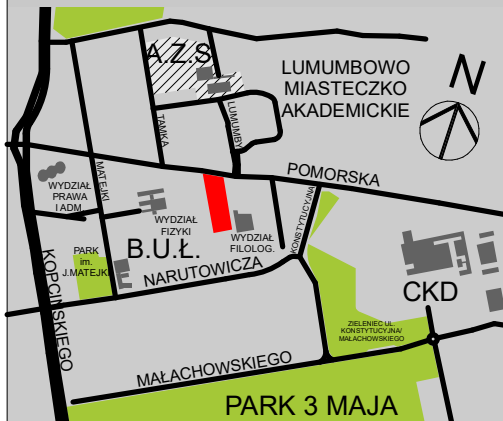 A.Z.S
LUMUMBOWO
MIASTECZKO
AKADEMICKIE
N
TAMKA
LUMUMBY
MATEJKI
POMORSKA
WYDZIAŁ
PRAWA
I ADM.
WYDZIAŁ
FIZYKI
WYDZIAŁ
FILOLOG.
KONSTYTUCYJNA
PARK
im.
J.MATEJKI
B.U.Ł.
NARUTOWICZA
KOPCIŃSKIEGO
CKD
ZIELENIEC UL.
KONSTYTUCYJNA/
MAŁACHOWSKIEGO
MAŁACHOWSKIEGO
PARK 3 MAJA